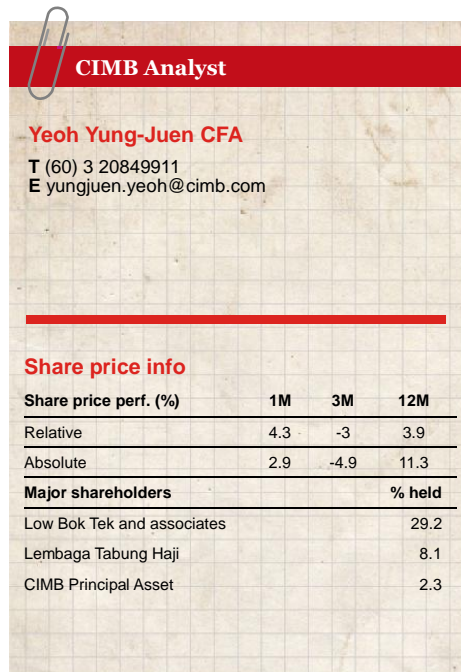 CIMB Analyst
Yeoh Yung-Juen CFA
T (60) 3 20849911
E yungjuen.yeoh@cimb.com
Share price info
Share price perf. (%) 1M 3M 12M
Relative 4.3 -3 3.9
Absolute 2.9 -4.9 11.3
Major shareholders % held
Low Bok Tek and associates 29.2
Lembaga Tabung Haji 8.1
CIMB Principal Asset 2.3